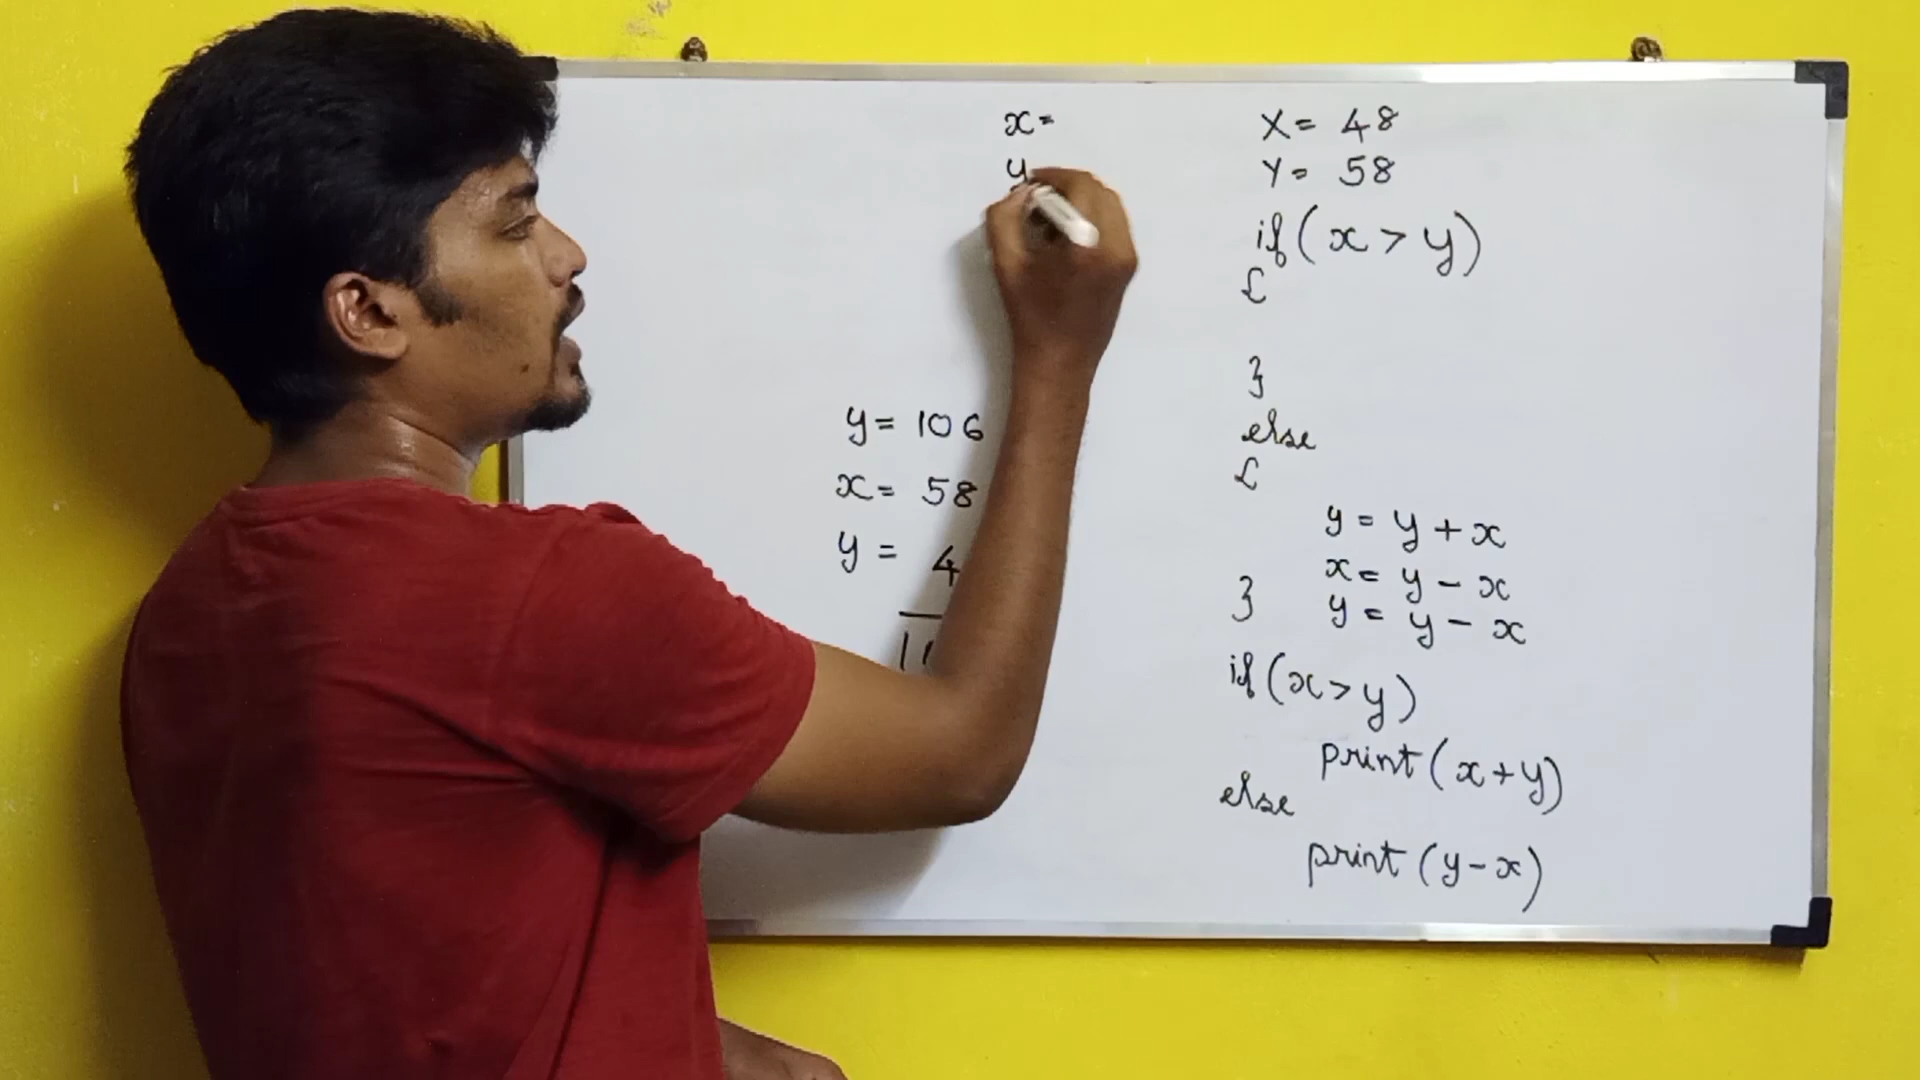 x=
y
y = 106
x = 58
y = 4
X = 48
Y = 58
if (x > y)
{
}
else
{
y = y + x
x = y - x
} y = y - x
if (x > y)
print (x + y)
else
print (y - x)